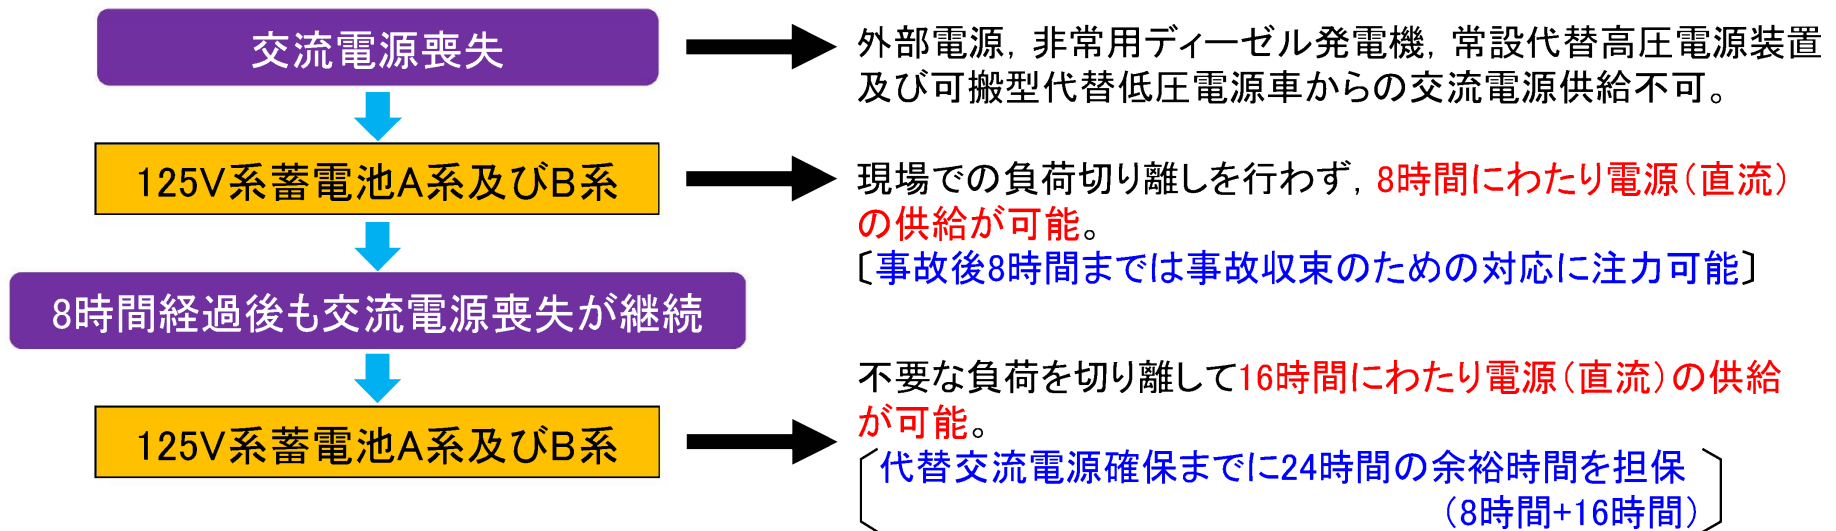 交流電源喪失
外部電源，非常用ディーゼル発電機，常設代替高圧電源装置
及び可搬型代替低圧電源車からの交流電源供給不可。
125V系蓄電池A系及びB系
現場での負荷切り離しを行わず，8時間にわたり電源（直流）
の供給が可能。
〔事故後8時間までは事故収束のための対応に注力可能〕
8時間経過後も交流電源喪失が継続
125V系蓄電池A系及びB系
不要な負荷を切り離して16時間にわたり電源（直流）の供給
が可能。
代替交流電源確保までに24時間の余裕時間を担保
（8時間+16時間）